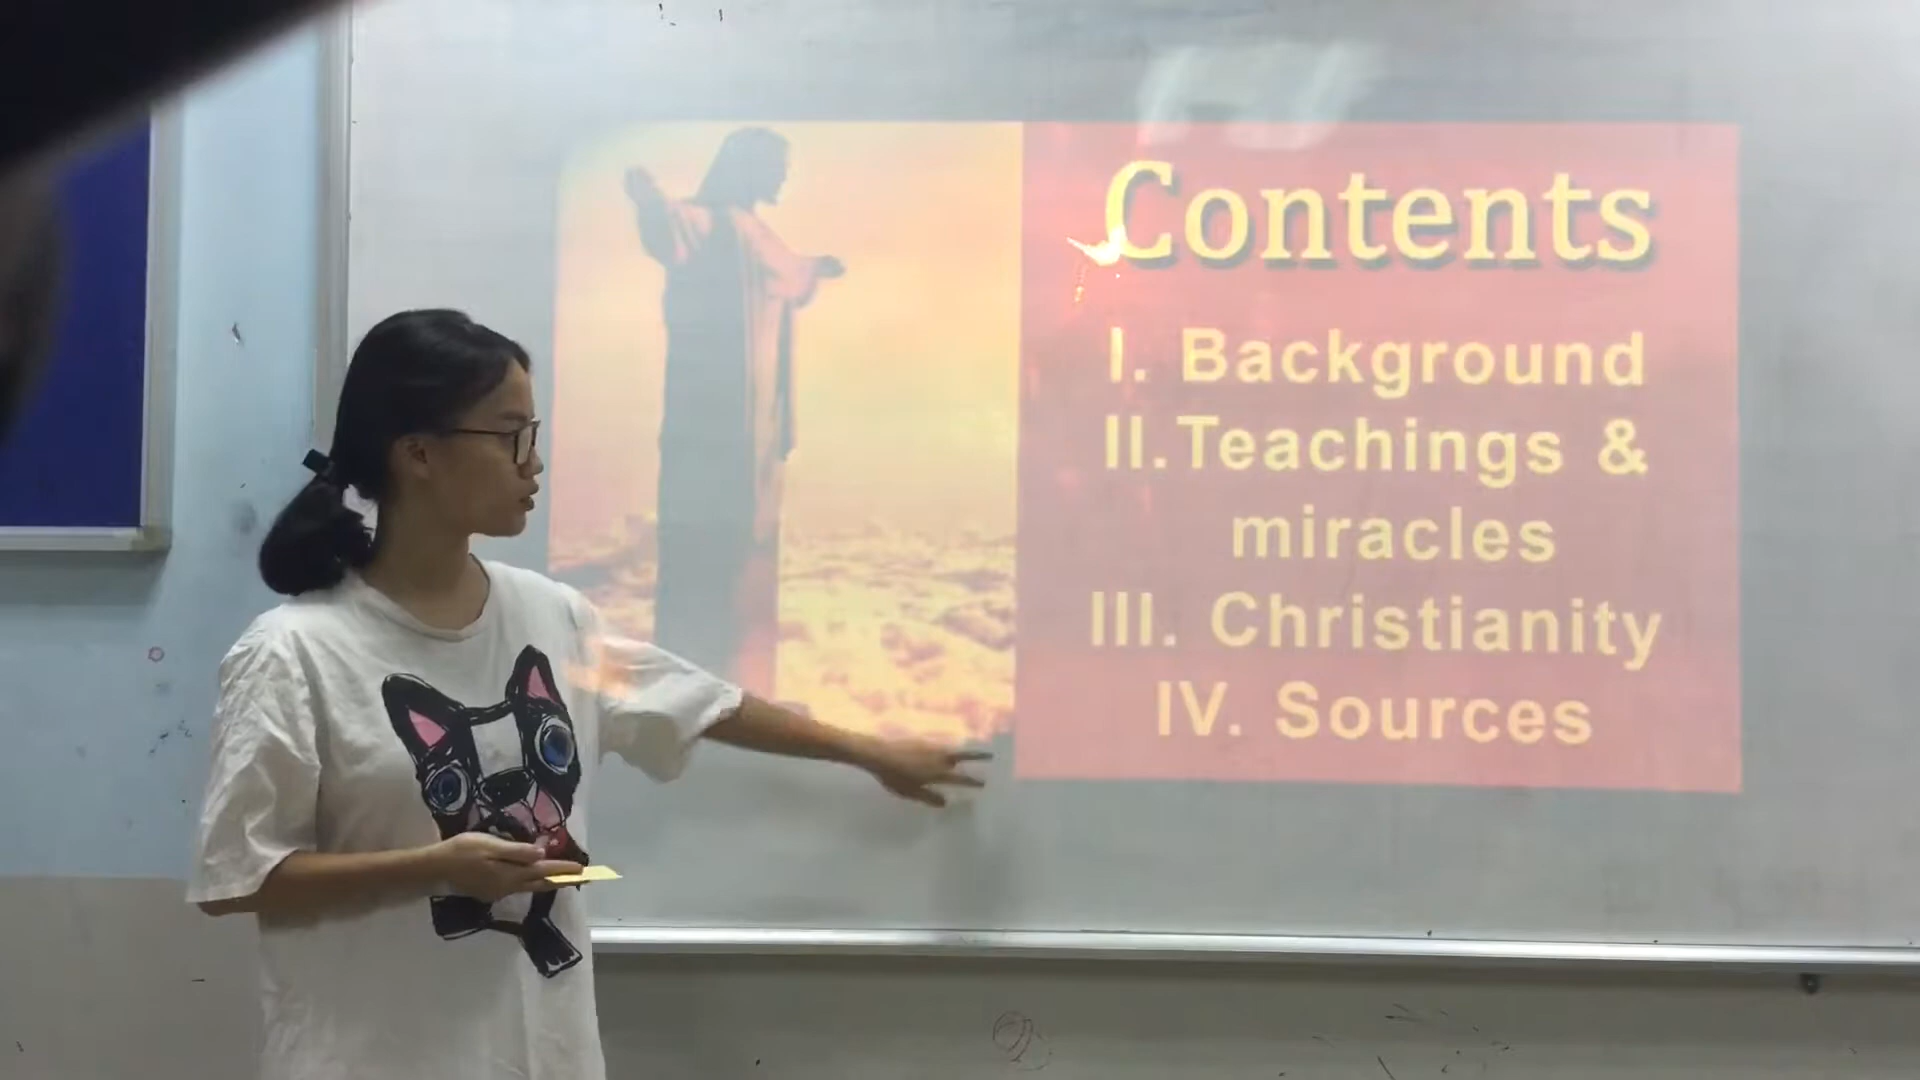 Contents
I. Background
II.Teachings &
miracles
III. Christianity
IV. Sources